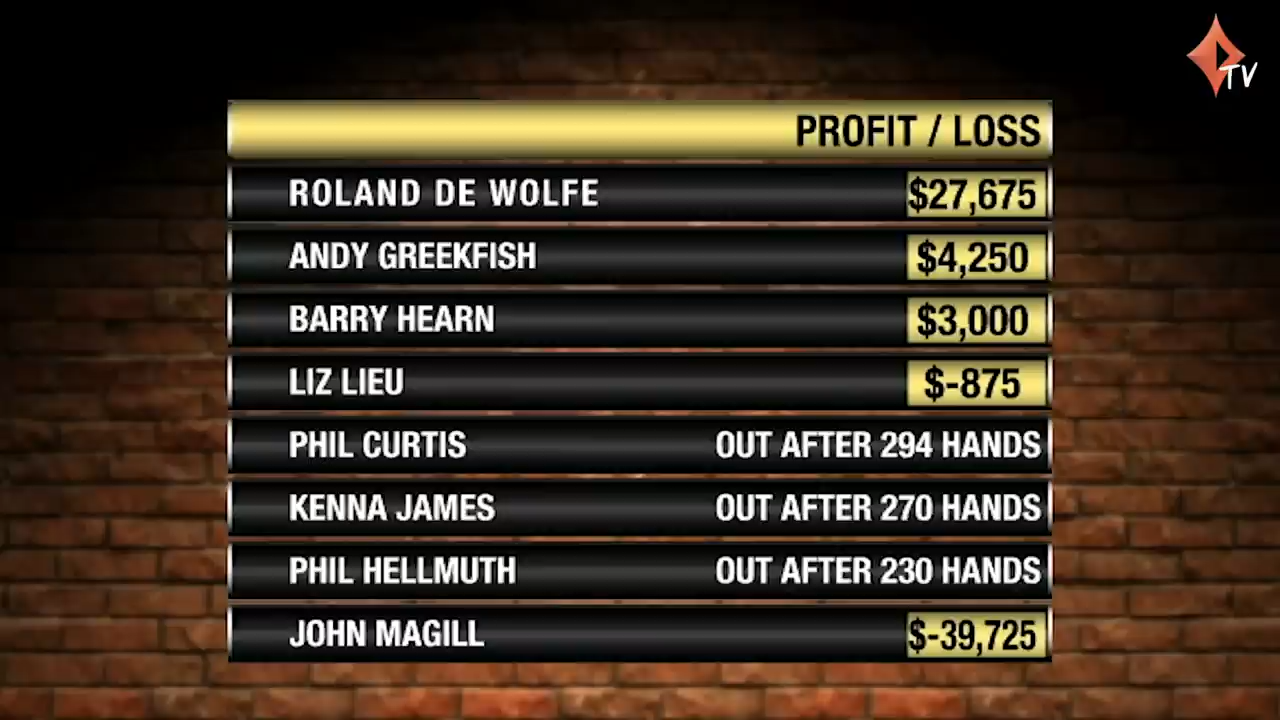 TV
PROFIT / LOSS
ROLAND DE WOLFE $27,675
ANDY GREEKFISH $4,250
BARRY HEARN $3,000
LIZ LIEU $-875
PHIL CURTIS OUT AFTER 294 HANDS
KENNA JAMES OUT AFTER 270 HANDS
PHIL HELLMUTH OUT AFTER 230 HANDS
JOHN MAGILL $-39,725